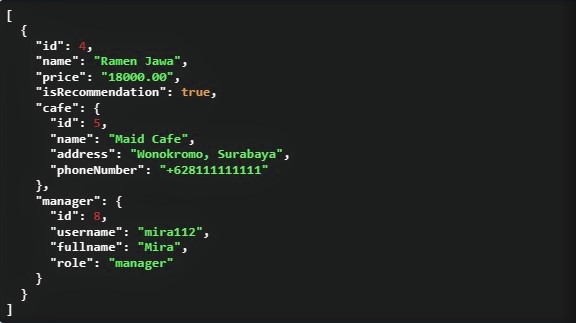 [
  {
    "id": 4,
    "name": "Ramen Jawa",
    "price": "18000.00",
    "isRecommendation": true,
    "cafe": {
      "id": 5,
      "name": "Maid Cafe",
      "address": "Wonokromo, Surabaya",
      "phoneNumber": "+628111111111"
    },
    "manager": {
      "id": 8,
      "username": "mira112",
      "fullname": "Mira",
      "role": "manager"
    }
  }
]